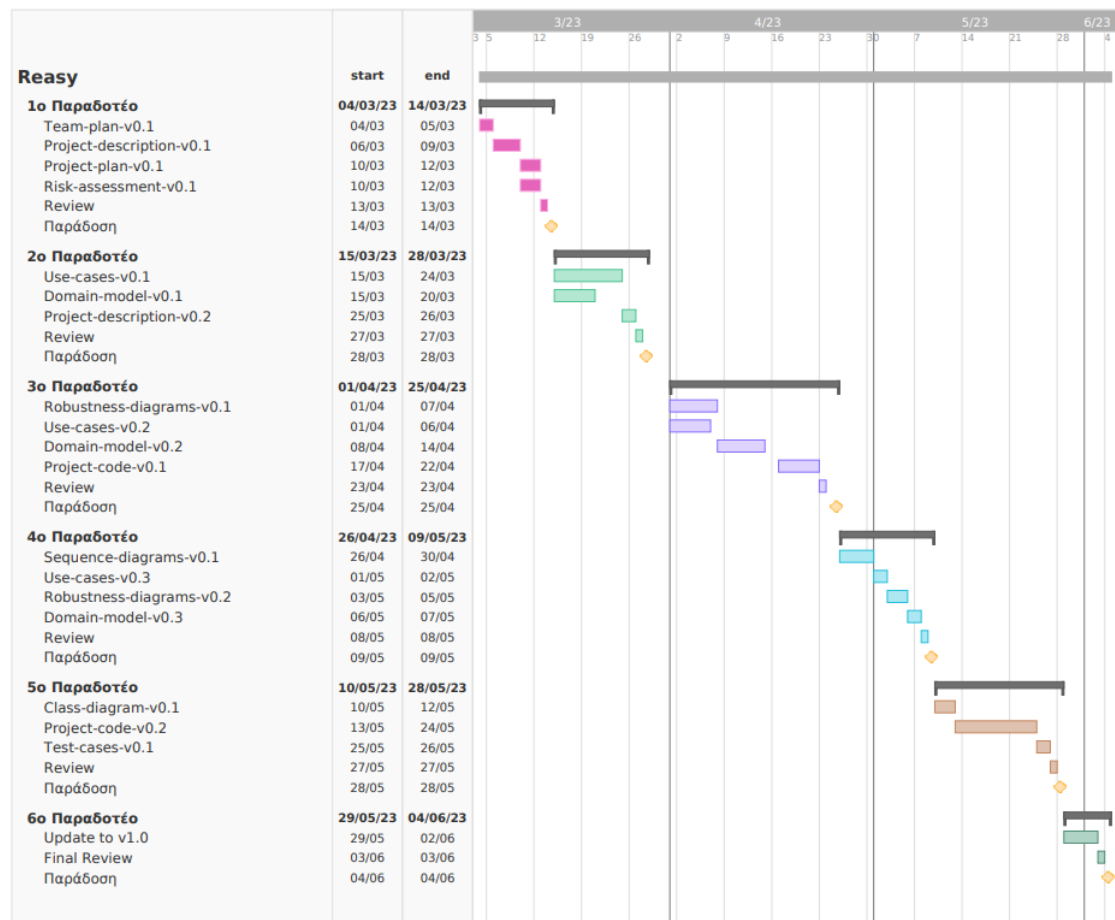 3/23 4/23 5/23 6/23
3 5 12 19 26 2 9 16 23 30 7 14 21 28 4
Reasy start end
1ο Παραδοτέο 04/03/23 14/03/23
Team-plan-v0.1 04/03 05/03
Project-description-v0.1 06/03 09/03
Project-plan-v0.1 10/03 12/03
Risk-assessment-v0.1 10/03 12/03
Review 13/03 13/03
Παράδοση 14/03 14/03
2ο Παραδοτέο 15/03/23 28/03/23
Use-cases-v0.1 15/03 24/03
Domain-model-v0.1 15/03 20/03
Project-description-v0.2 25/03 26/03
Review 27/03 27/03
Παράδοση 28/03 28/03
3ο Παραδοτέο 01/04/23 25/04/23
Robustness-diagrams-v0.1 01/04 07/04
Use-cases-v0.2 01/04 06/04
Domain-model-v0.2 08/04 14/04
Project-code-v0.1 17/04 22/04
Review 23/04 23/04
Παράδοση 25/04 25/04
4ο Παραδοτέο 26/04/23 09/05/23
Sequence-diagrams-v0.1 26/04 30/04
Use-cases-v0.3 01/05 02/05
Robustness-diagrams-v0.2 03/05 05/05
Domain-model-v0.3 06/05 07/05
Review 08/05 08/05
Παράδοση 09/05 09/05
5ο Παραδοτέο 10/05/23 28/05/23
Class-diagram-v0.1 10/05 12/05
Project-code-v0.2 13/05 24/05
Test-cases-v0.1 25/05 26/05
Review 27/05 27/05
Παράδοση 28/05 28/05
6ο Παραδοτέο 29/05/23 04/06/23
Update to v1.0 29/05 02/06
Final Review 03/06 03/06
Παράδοση 04/06 04/06